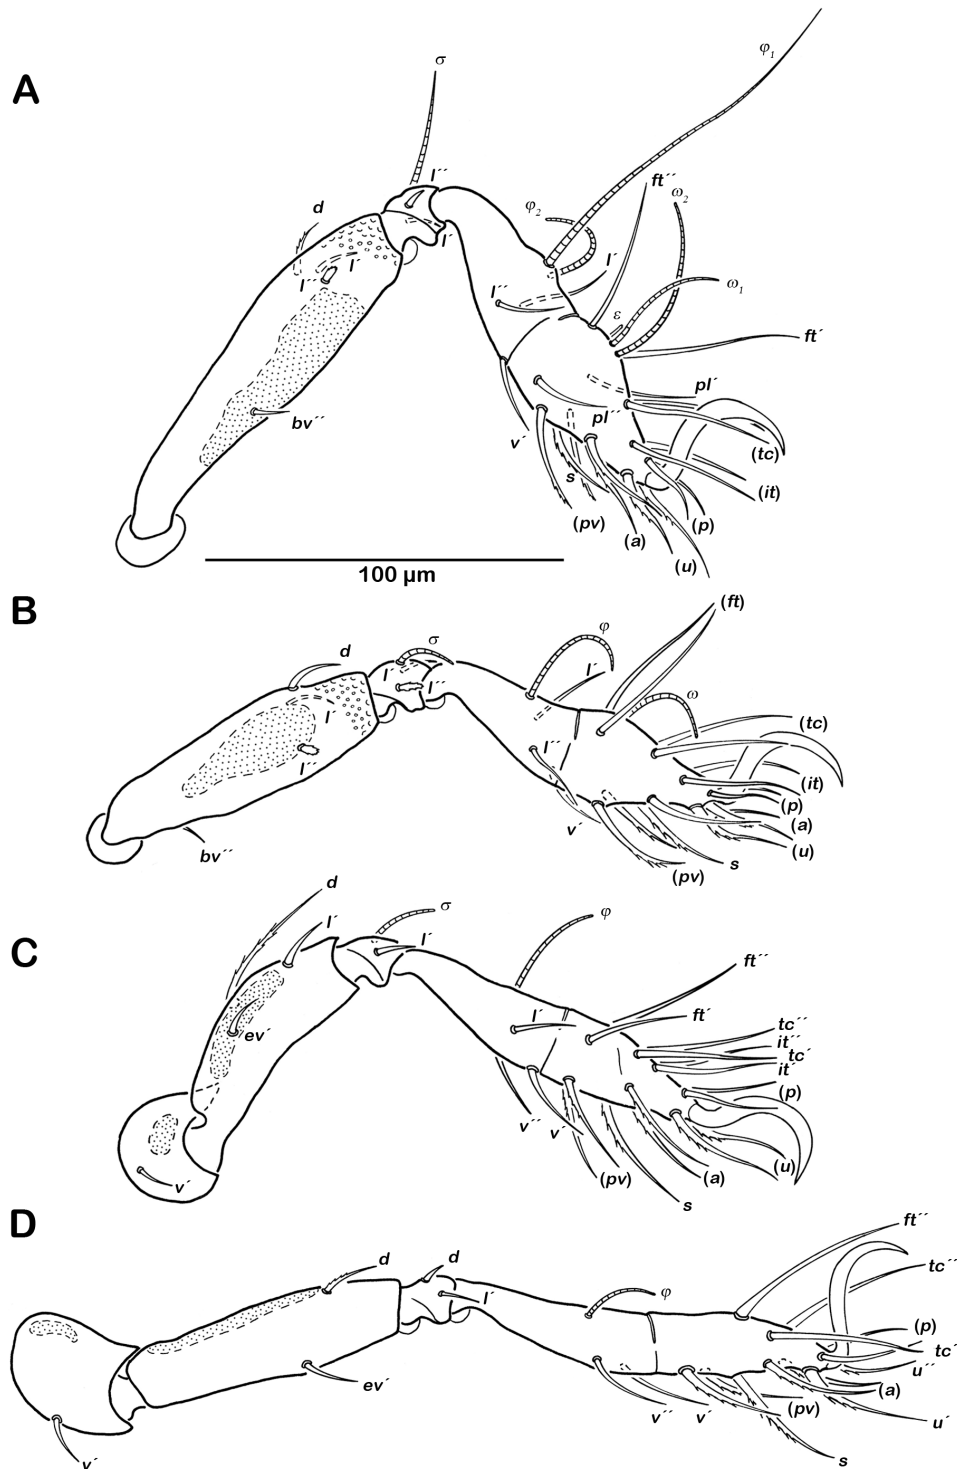 A
σ
φ₁
l´´
ft´´
d
φ₂
ω₂
l´
l´
l´
l´´
l´´
ω₁
ε
ft´
pl´
bv´´
pl´´
v´
(tc)
s
(it)
(pv)
(p)
(a)
(u)
100 µm
B
(ft)
φ
σ
d
l´
l´
l´´
ω
l´
(tc)
l´´
l´´
(it)
(p)
v´
(a)
bv´´
(u)
s
(pv)
C
d
σ
φ
l´
l´
ft´´
l´
ft´
ev´
tc´´
it´´
tc´
it´
(p)
v´´
v´
(u)
v´
(pv)
(a)
s
D
ft´´
d
d
tc´´
l´
φ
(p)
tc´
u´´
ev´
(a)
v´´
v´
(pv)
u´
v´
s